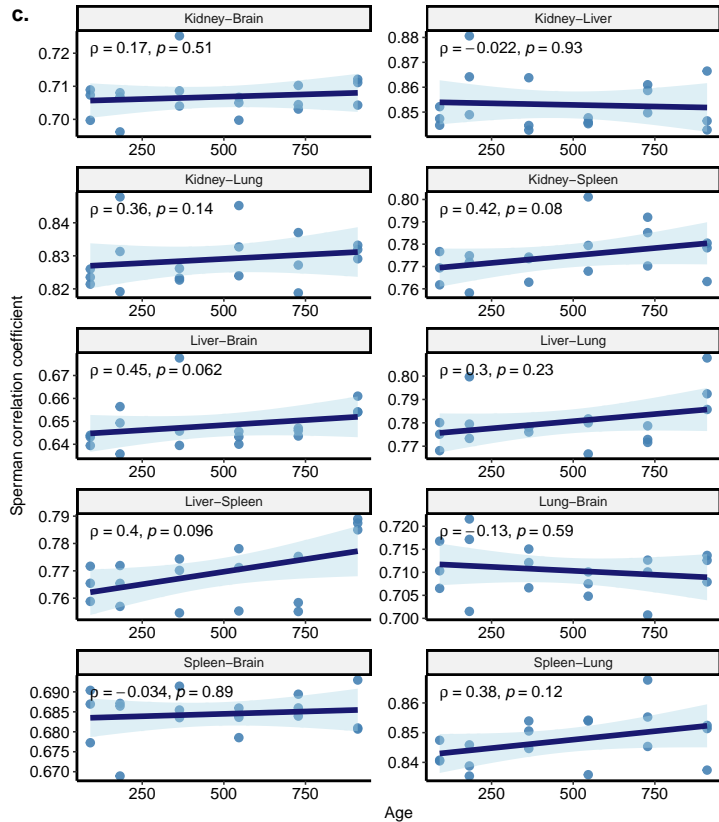 c.
Kidney−Brain
ρ = 0.17, p = 0.51
0.72
0.71
0.70
250 500 750
Kidney−Liver
ρ = −0.022, p = 0.93
0.88
0.87
0.86
0.85
250 500 750
Kidney−Lung
ρ = 0.36, p = 0.14
0.84
0.83
0.82
250 500 750
Kidney−Spleen
ρ = 0.42, p = 0.08
0.80
0.79
0.78
0.77
0.76
250 500 750
Liver−Brain
ρ = 0.45, p = 0.062
0.67
0.66
0.65
0.64
250 500 750
Liver−Lung
ρ = 0.3, p = 0.23
0.80
0.79
0.78
0.77
250 500 750
Liver−Spleen
ρ = 0.4, p = 0.096
0.79
0.78
0.77
0.76
250 500 750
Lung−Brain
ρ = −0.13, p = 0.59
0.720
0.715
0.710
0.705
0.700
250 500 750
Spleen−Brain
ρ = −0.034, p = 0.89
0.690
0.685
0.680
0.675
0.670
250 500 750
Spleen−Lung
ρ = 0.38, p = 0.12
0.86
0.85
0.84
250 500 750
Sperman correlation coefficient
Age